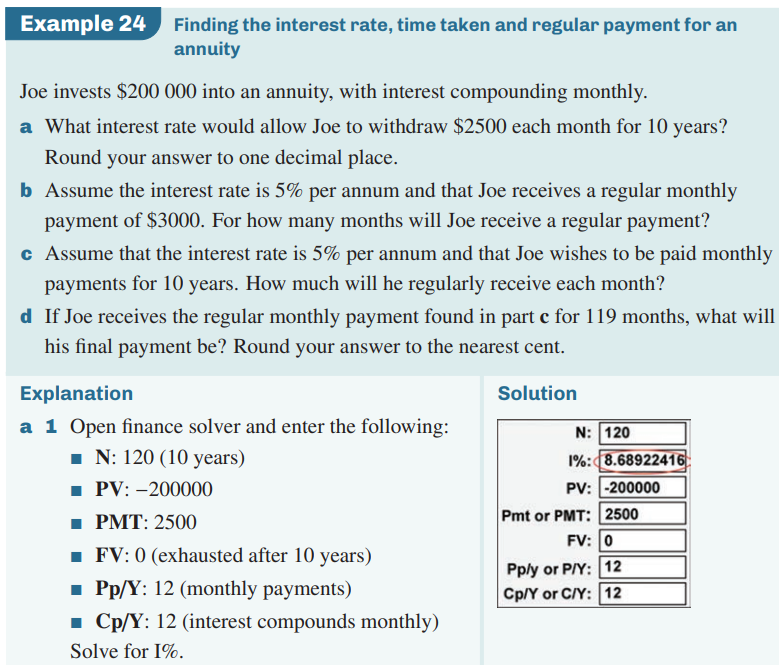 Example 24 Finding the interest rate, time taken and regular payment for an
annuity
Joe invests $200 000 into an annuity, with interest compounding monthly.
a What interest rate would allow Joe to withdraw $2500 each month for 10 years?
Round your answer to one decimal place.
b Assume the interest rate is 5% per annum and that Joe receives a regular monthly
payment of $3000. For how many months will Joe receive a regular payment?
c Assume that the interest rate is 5% per annum and that Joe wishes to be paid monthly
payments for 10 years. How much will he regularly receive each month?
d If Joe receives the regular monthly payment found in part c for 119 months, what will
his final payment be? Round your answer to the nearest cent.
Explanation
a 1 Open finance solver and enter the following:
■ N: 120 (10 years)
■ PV: −200000
■ PMT: 2500
■ FV: 0 (exhausted after 10 years)
■ Pp/Y: 12 (monthly payments)
■ Cp/Y: 12 (interest compounds monthly)
Solve for I%.
Solution
N: 120
I%: 8.68922416
PV: -200000
Pmt or PMT: 2500
FV: 0
Pp/y or P/Y: 12
Cp/Y or C/Y: 12